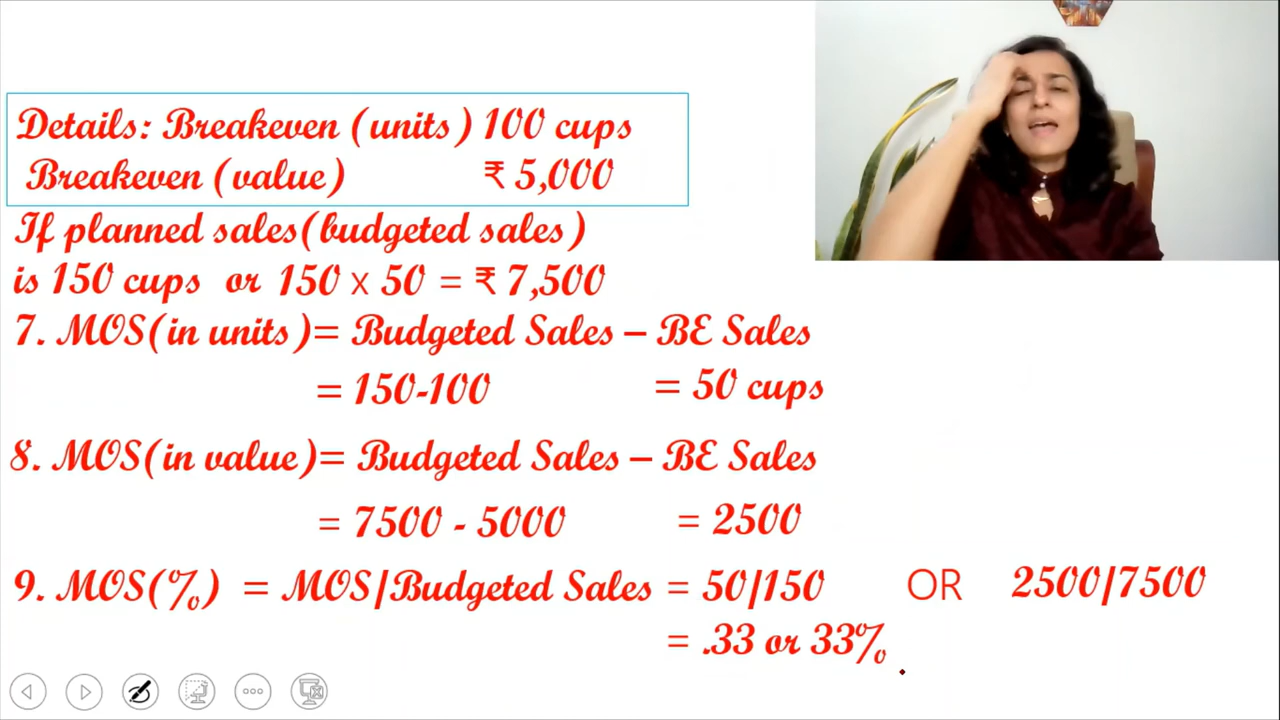 Details: Breakeven (units) 100 cups
Breakeven (value) ₹ 5,000
If planned sales(budgeted sales)
is 150 cups or 150 x 50 = ₹ 7,500
7. MOS(in units)= Budgeted Sales – BE Sales
= 150-100 = 50 cups
8. MOS(in value)= Budgeted Sales – BE Sales
= 7500 - 5000 = 2500
9. MOS(%) = MOS/Budgeted Sales = 50/150 OR 2500/7500
= .33 or 33%